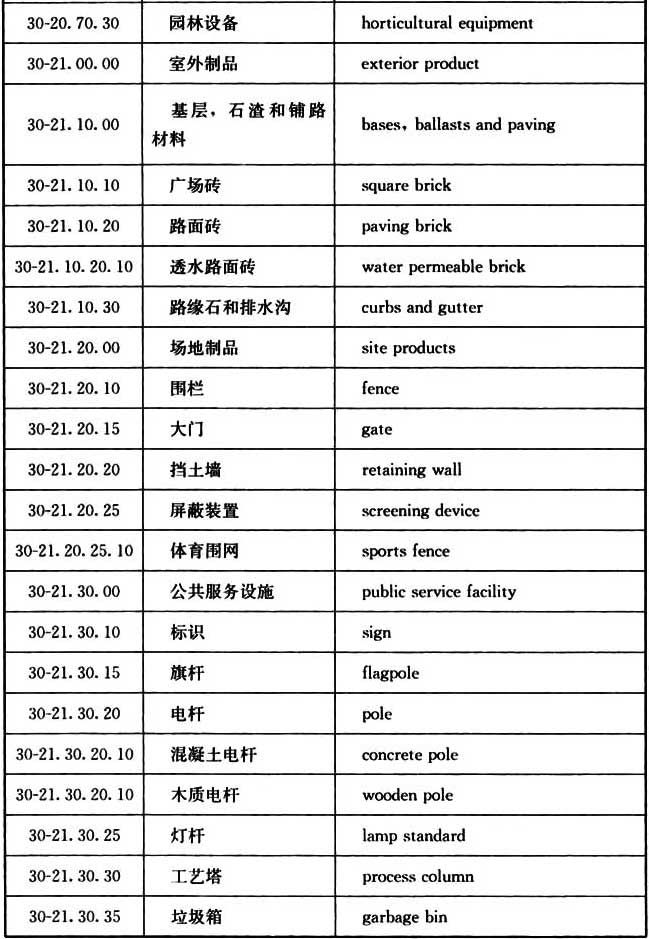 30-20.70.30 园林设备 horticultural equipment
30-21.00.00 室外制品 exterior product
30-21.10.00 基层，石渣和铺路材料 bases, ballasts and paving
30-21.10.10 广场砖 square brick
30-21.10.20 路面砖 paving brick
30-21.10.20.10 透水路面砖 water permeable brick
30-21.10.30 路缘石和排水沟 curbs and gutter
30-21.20.00 场地制品 site products
30-21.20.10 围栏 fence
30-21.20.15 大门 gate
30-21.20.20 挡土墙 retaining wall
30-21.20.25 屏蔽装置 screening device
30-21.20.25.10 体育围网 sports fence
30-21.30.00 公共服务设施 public service facility
30-21.30.10 标识 sign
30-21.30.15 旗杆 flagpole
30-21.30.20 电杆 pole
30-21.30.20.10 混凝土电杆 concrete pole
30-21.30.20.10 木质电杆 wooden pole
30-21.30.25 灯杆 lamp standard
30-21.30.30 工艺塔 process column
30-21.30.35 垃圾箱 garbage bin